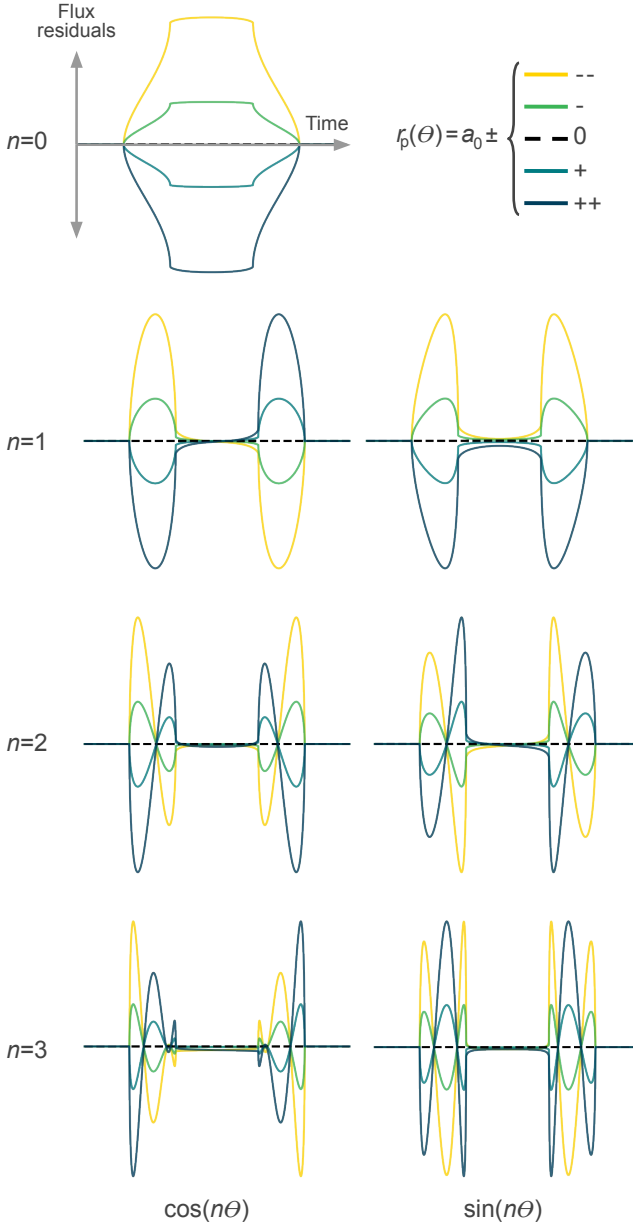 Flux
residuals
Time
n=0
rp(Θ) = a0 ±
--
-
0
+
++
n=1
n=2
n=3
cos(nΘ)
sin(nΘ)